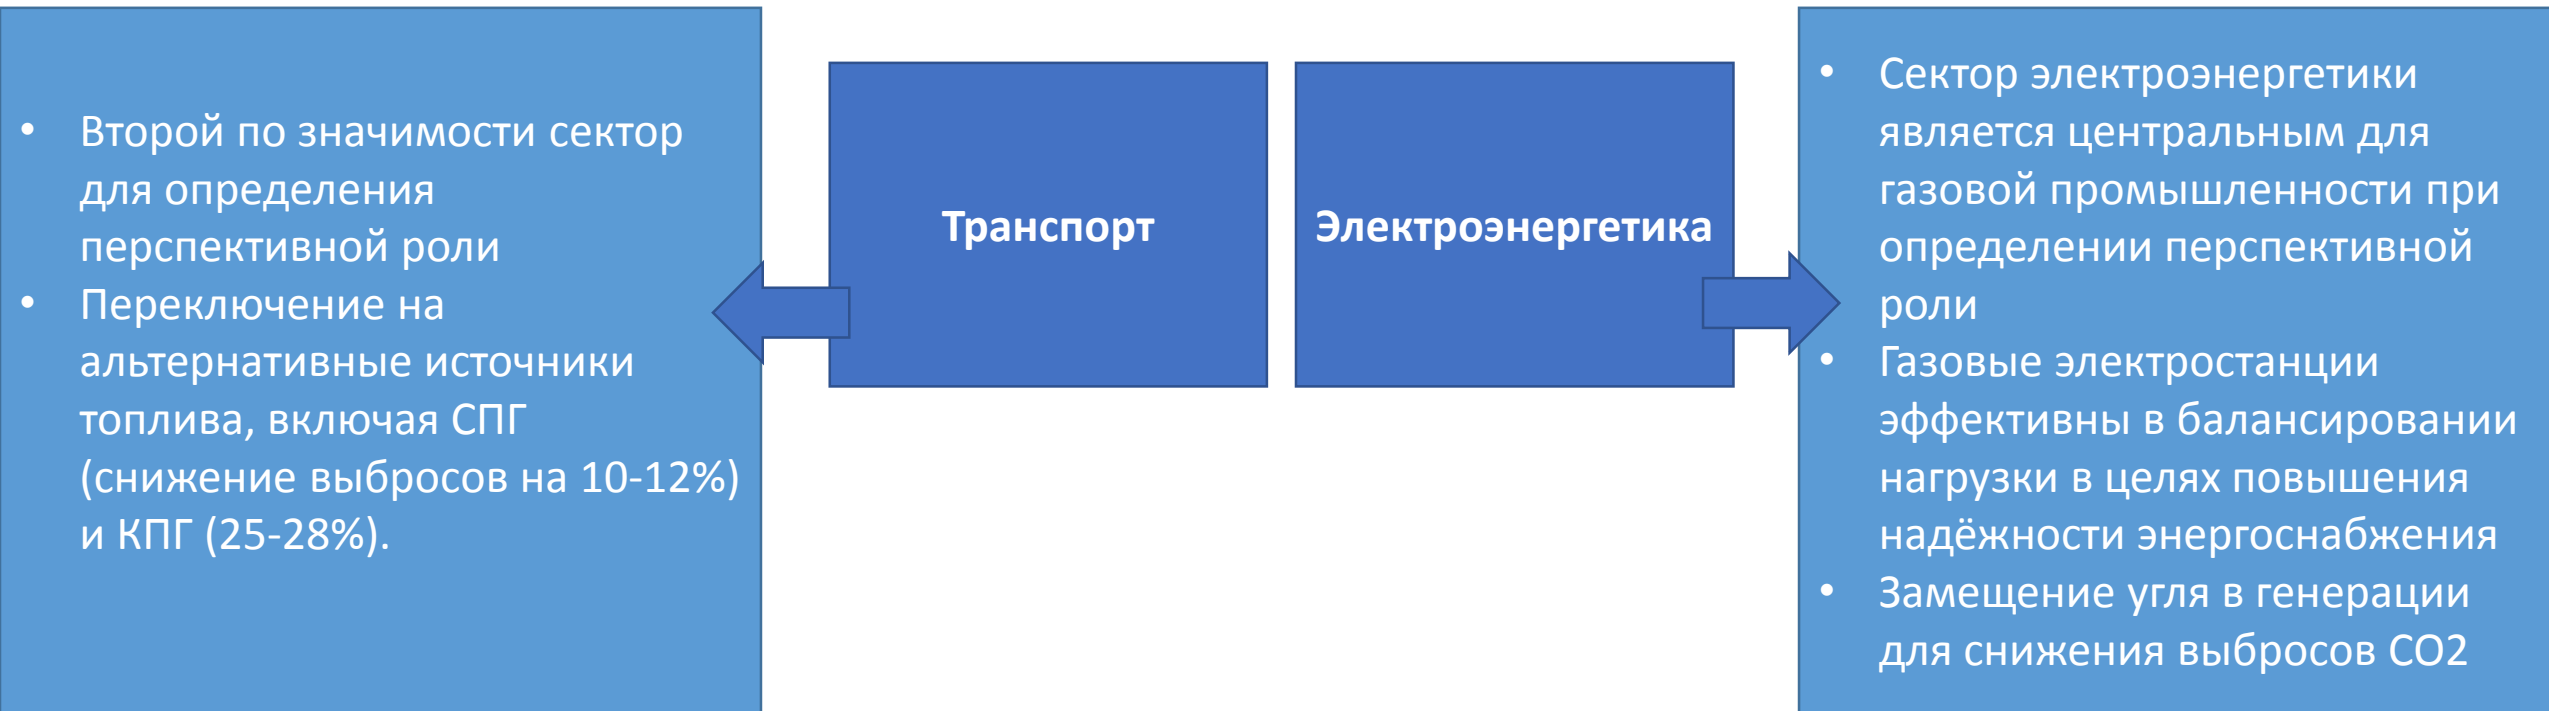 • Второй по значимости сектор
для определения
перспективной роли
• Переключение на
альтернативные источники
топлива, включая СПГ
(снижение выбросов на 10-12%)
и КПГ (25-28%).
Транспорт
Электроэнергетика
• Сектор электроэнергетики
является центральным для
газовой промышленности при
определении перспективной
роли
• Газовые электростанции
эффективны в балансировании
нагрузки в целях повышения
надёжности энергоснабжения
• Замещение угля в генерации
для снижения выбросов СО2